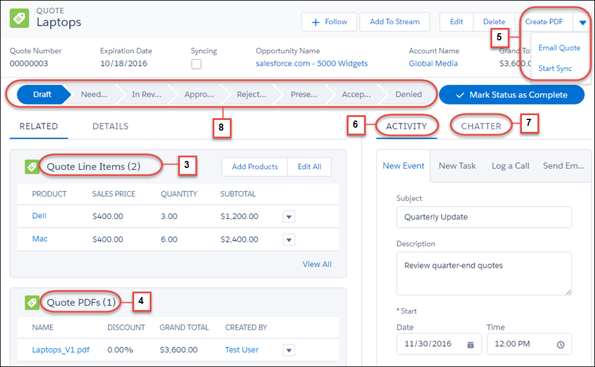 QUOTE
Laptops
+ Follow
Add To Stream
Edit
Delete
Create PDF
5
Email Quote
Start Sync
Quote Number
Expiration Date
Syncing
Opportunity Name
Account Name
Grand To
00000003
10/18/2016
salesforce.com - 5000 Widgets
Global Media
$3,600.0
Draft
Need...
In Rev...
Appro...
Reject...
Prese...
Accep...
Denied
Mark Status as Complete
8
6
7
RELATED
DETAILS
ACTIVITY
CHATTER
Quote Line Items (2)
3
Add Products
Edit All
PRODUCT SALES PRICE QUANTITY SUBTOTAL
Dell $400.00 3.00 $1,200.00
Mac $400.00 6.00 $2,400.00
View All
Quote PDFs (1)
4
NAME DISCOUNT GRAND TOTAL CREATED BY
Laptops_V1.pdf 0.00% $3,600.00 Test User
New Event
New Task
Log a Call
Send Em...
Subject
Quarterly Update
Description
Review quarter-end quotes
*Start
Date Time
11/30/2016 12:00 PM